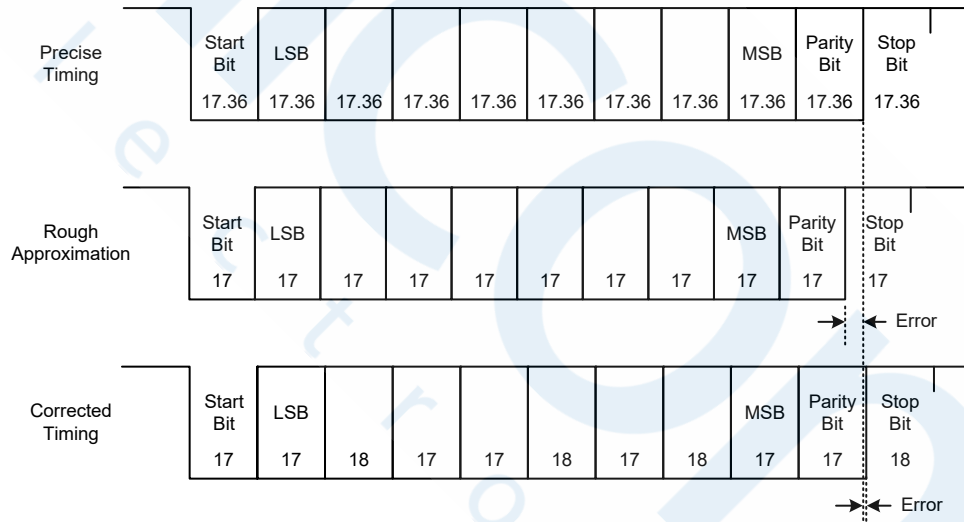 Precise
Timing
Start
Bit
LSB
MSB
Parity
Bit
Stop
Bit
17.36 17.36 17.36 17.36 17.36 17.36 17.36 17.36 17.36 17.36 17.36
Rough
Approximation
Start
Bit
LSB
MSB
Parity
Bit
Stop
Bit
17 17 17 17 17 17 17 17 17 17 17
Error
Corrected
Timing
Start
Bit
LSB
MSB
Parity
Bit
Stop
Bit
17 17 18 17 17 18 17 18 17 17 18
Error